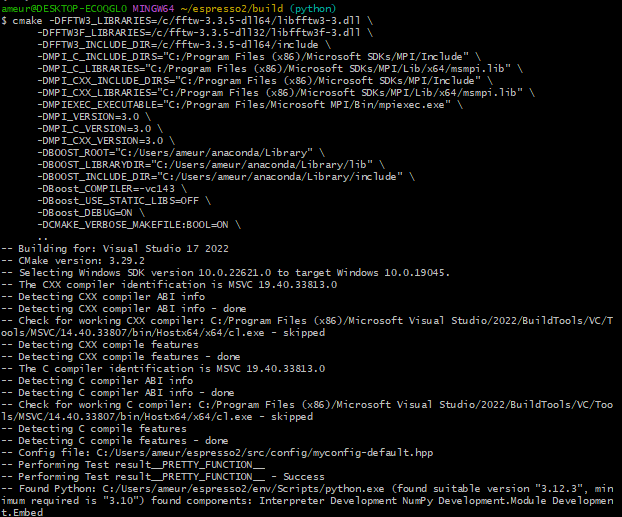 ameur@DESKTOP-ECOQGL0 MINGW64 ~/espresso2/build (python)
$ cmake -DFFTW3_LIBRARIES=/c/fftw-3.3.5-dll64/libfftw3-3.dll \
-DFFTW3F_LIBRARIES=/c/fftw-3.3.5-dll32/libfftw3f-3.dll \
-DFFTW3_INCLUDE_DIR=/c/fftw-3.3.5-dll64/include \
-DMPI_C_INCLUDE_DIRS="C:/Program Files (x86)/Microsoft SDKs/MPI/Include" \
-DMPI_C_LIBRARIES="C:/Program Files (x86)/Microsoft SDKs/MPI/Lib/x64/msmpi.lib" \
-DMPI_CXX_INCLUDE_DIRS="C:/Program Files (x86)/Microsoft SDKs/MPI/Include" \
-DMPI_CXX_LIBRARIES="C:/Program Files (x86)/Microsoft SDKs/MPI/Lib/x64/msmpi.lib" \
-DMPIEXEC_EXECUTABLE="C:/Program Files/Microsoft MPI/Bin/mpiexec.exe" \
-DMPI_VERSION=3.0 \
-DMPI_C_VERSION=3.0 \
-DMPI_CXX_VERSION=3.0 \
-DBOOST_ROOT="C:/Users/ameur/anaconda/Library" \
-DBOOST_LIBRARYDIR="C:/Users/ameur/anaconda/Library/lib" \
-DBOOST_INCLUDEDIR="C:/Users/ameur/anaconda/Library/include" \
-DBoost_COMPILER=-vc143 \
-DBoost_USE_STATIC_LIBS=OFF \
-DBoost_DEBUG=ON \
-DCMAKE_VERBOSE_MAKEFILE:BOOL=ON \
..
-- Building for: Visual Studio 17 2022
-- CMake version: 3.29.2
-- Selecting Windows SDK version 10.0.22621.0 to target Windows 10.0.19045.
-- The CXX compiler identification is MSVC 19.40.33813.0
-- Detecting CXX compiler ABI info
-- Detecting CXX compiler ABI info - done
-- Check for working CXX compiler: C:/Program Files (x86)/Microsoft Visual Studio/2022/BuildTools/VC/T
ools/MSVC/14.40.33807/bin/Hostx64/x64/cl.exe - skipped
-- Detecting CXX compile features
-- Detecting CXX compile features - done
-- The C compiler identification is MSVC 19.40.33813.0
-- Detecting C compiler ABI info
-- Detecting C compiler ABI info - done
-- Check for working C compiler: C:/Program Files (x86)/Microsoft Visual Studio/2022/BuildTools/VC/Too
ls/MSVC/14.40.33807/bin/Hostx64/x64/cl.exe - skipped
-- Detecting C compile features
-- Detecting C compile features - done
-- Config file: C:/Users/ameur/espresso2/src/config/myconfig-default.hpp
-- Performing Test result__PRETTY_FUNCTION__
-- Performing Test result__PRETTY_FUNCTION__ - Success
-- Found Python: C:/Users/ameur/espresso2/env/Scripts/python.exe (found suitable version "3.12.3", min
imum required is "3.10") found components: Interpreter Development NumPy Development.Module Developmen
t.Embed